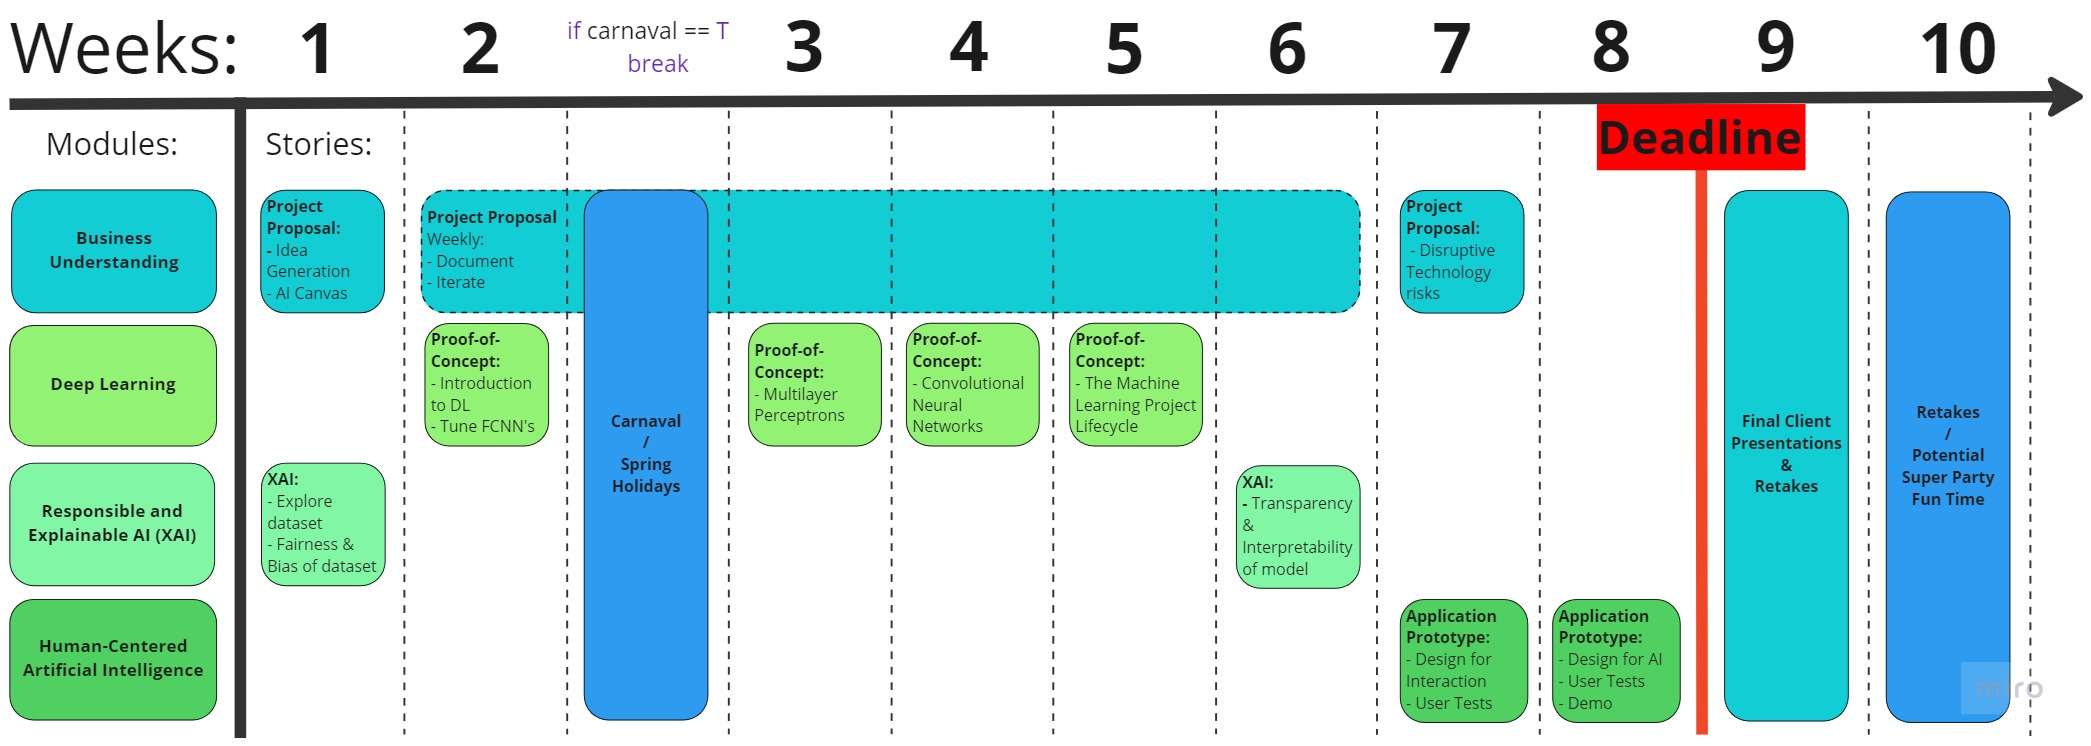 Weeks: 1 2 if carnaval == T 3 4 5 6 7 8 9 10
break
Deadline
Modules: Stories:
Business
Understanding
Project
Proposal:
- Idea
Generation
- AI Canvas
Project Proposal
Weekly:
- Document
- Iterate
Project
Proposal:
- Disruptive
Technology
risks
Deep Learning
Proof-of-
Concept:
- Introduction
to DL
- Tune FCNN's
Carnaval
/
Spring
Holidays
Proof-of-
Concept:
- Multilayer
Perceptrons
Proof-of-
Concept:
- Convolutional
Neural
Networks
Proof-of-
Concept:
- The Machine
Learning Project
Lifecycle
Final Client
Presentations
&
Retakes
Retakes
/
Potential
Super Party
Fun Time
Responsible and
Explainable AI (XAI)
XAI:
- Explore
dataset
- Fairness &
Bias of dataset
XAI:
- Transparency
&
Interpretability
of model
Human-Centered
Artificial Intelligence
Application
Prototype:
- Design for
Interaction
- User Tests
Application
Prototype:
- Design for AI
- User Tests
- Demo
miro